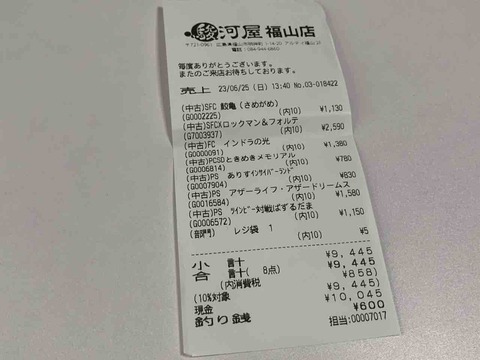 駿河屋 福山店
毎度ありがとうございます。
またのご来店お待ちしております。
売上 23/06/25 (日) 13:40 No.03-018422
(中古)SFC 鮫亀 (さめがめ)
(G0002225) (内10) ¥1,130
(中古)SFCXロックマン&フォルテ
(G7003937) (内10) ¥2,590
(中古)FC インドラの光
(G0000091) (内10) ¥1,380
(中古)PCSDときめきメモリアル
(G0006814) (内10) ¥780
(中古)PS ありすインサイバーランド
(G0007904) (内10) ¥830
(中古)PS アザーライフ・アザードリームス
(G0016584) (内10) ¥1,580
(中古)PS ツインビー対戦ぱずるだま
(G0006572) (内10) ¥1,150
(部門) レジ袋 1 (内10) ¥5
小 計 ¥9,445
合 計 ( 8点) ¥9,445
(内消費税 ¥858)
(10%対象 ¥9,445)
現金 ¥10,045
釣り銭 ¥600
担当:00007017